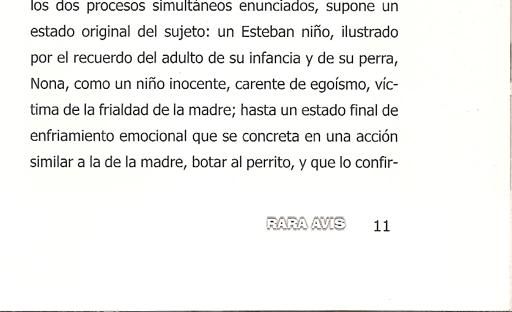 los dos procesos simultáneos enunciados, supone un
estado original del sujeto: un Esteban niño, ilustrado
por el recuerdo del adulto de su infancia y de su perra,
Nona, como un niño inocente, carente de egoísmo, víc-
tima de la frialdad de la madre; hasta un estado final de
enfriamiento emocional que se concreta en una acción
similar a la de la madre, botar al perrito, y que lo confir-
RARA AVIS 11